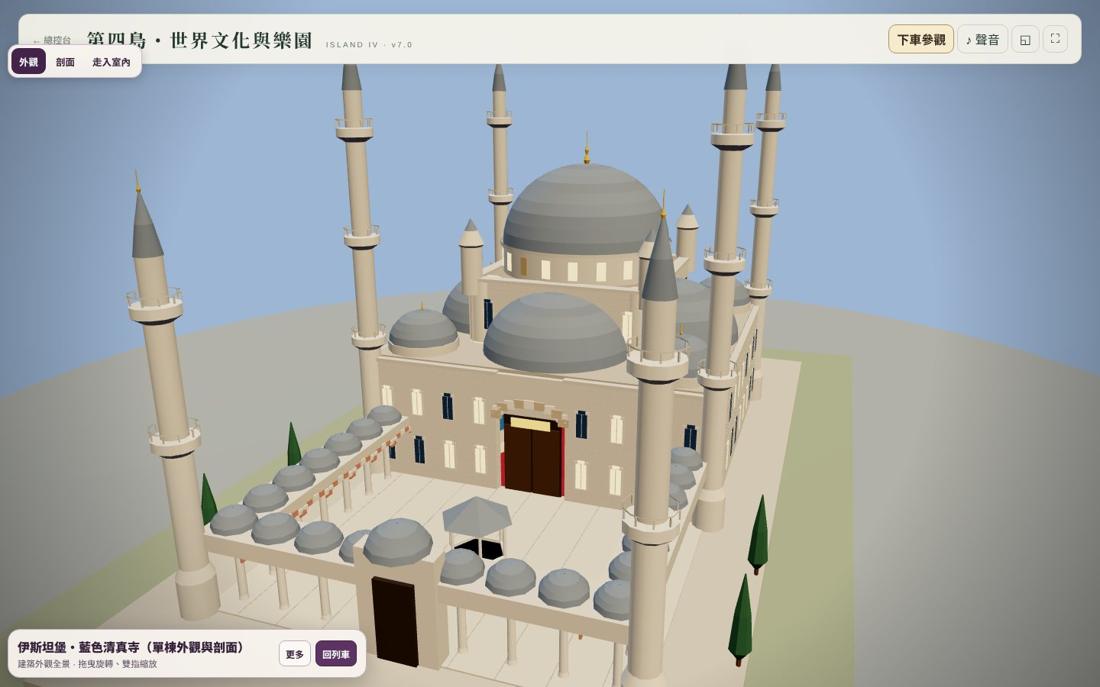 ← 總控台 第四島・世界文化與樂園 ISLAND IV · v7.0
下車參觀 ♪ 聲音
外觀 剖面 走入室內
伊斯坦堡・藍色清真寺（單棟外觀與剖面）
建築外觀全景 · 拖曳旋轉、雙指縮放
更多 回列車